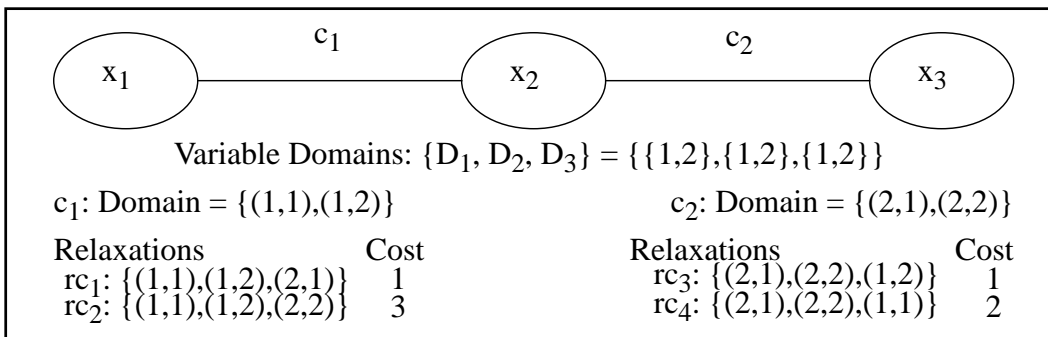 c1 c2
x1 x2 x3
Variable Domains: {D1, D2, D3} = {{1,2},{1,2},{1,2}}
c1: Domain = {(1,1),(1,2)} c2: Domain = {(2,1),(2,2)}
Relaxations Cost Relaxations Cost
rc1: {(1,1),(1,2),(2,1)} 1 rc3: {(2,1),(2,2),(1,2)} 1
rc2: {(1,1),(1,2),(2,2)} 3 rc4: {(2,1),(2,2),(1,1)} 2